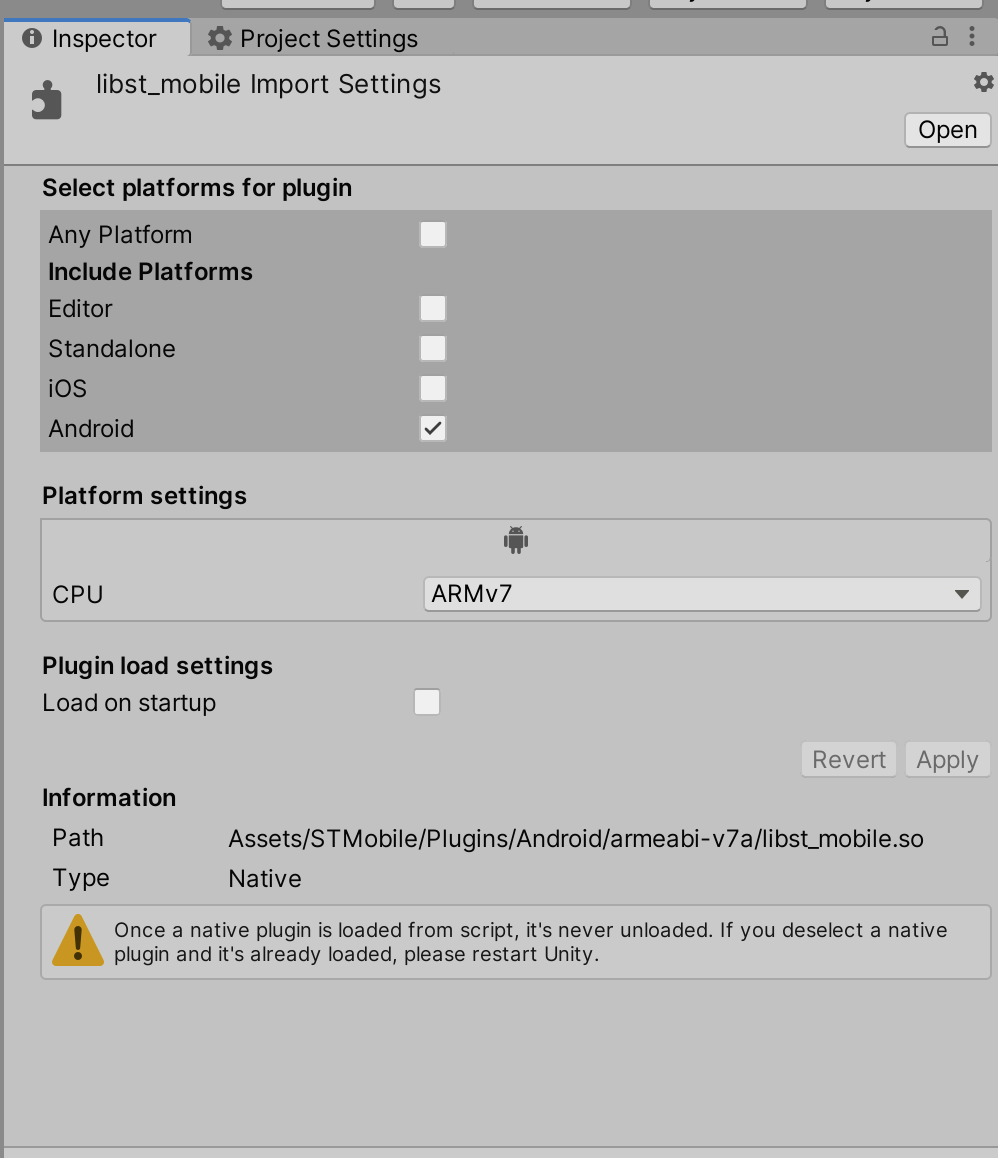 Inspector
Project Settings
libst_mobile Import Settings
Open
Select platforms for plugin
Any Platform
Include Platforms
Editor
Standalone
iOS
Android
Platform settings
CPU
ARMv7
Plugin load settings
Load on startup
Revert
Apply
Information
Path
Assets/STMobile/Plugins/Android/armeabi-v7a/libst_mobile.so
Type
Native
Once a native plugin is loaded from script, it's never unloaded. If you deselect a native
plugin and it's already loaded, please restart Unity.